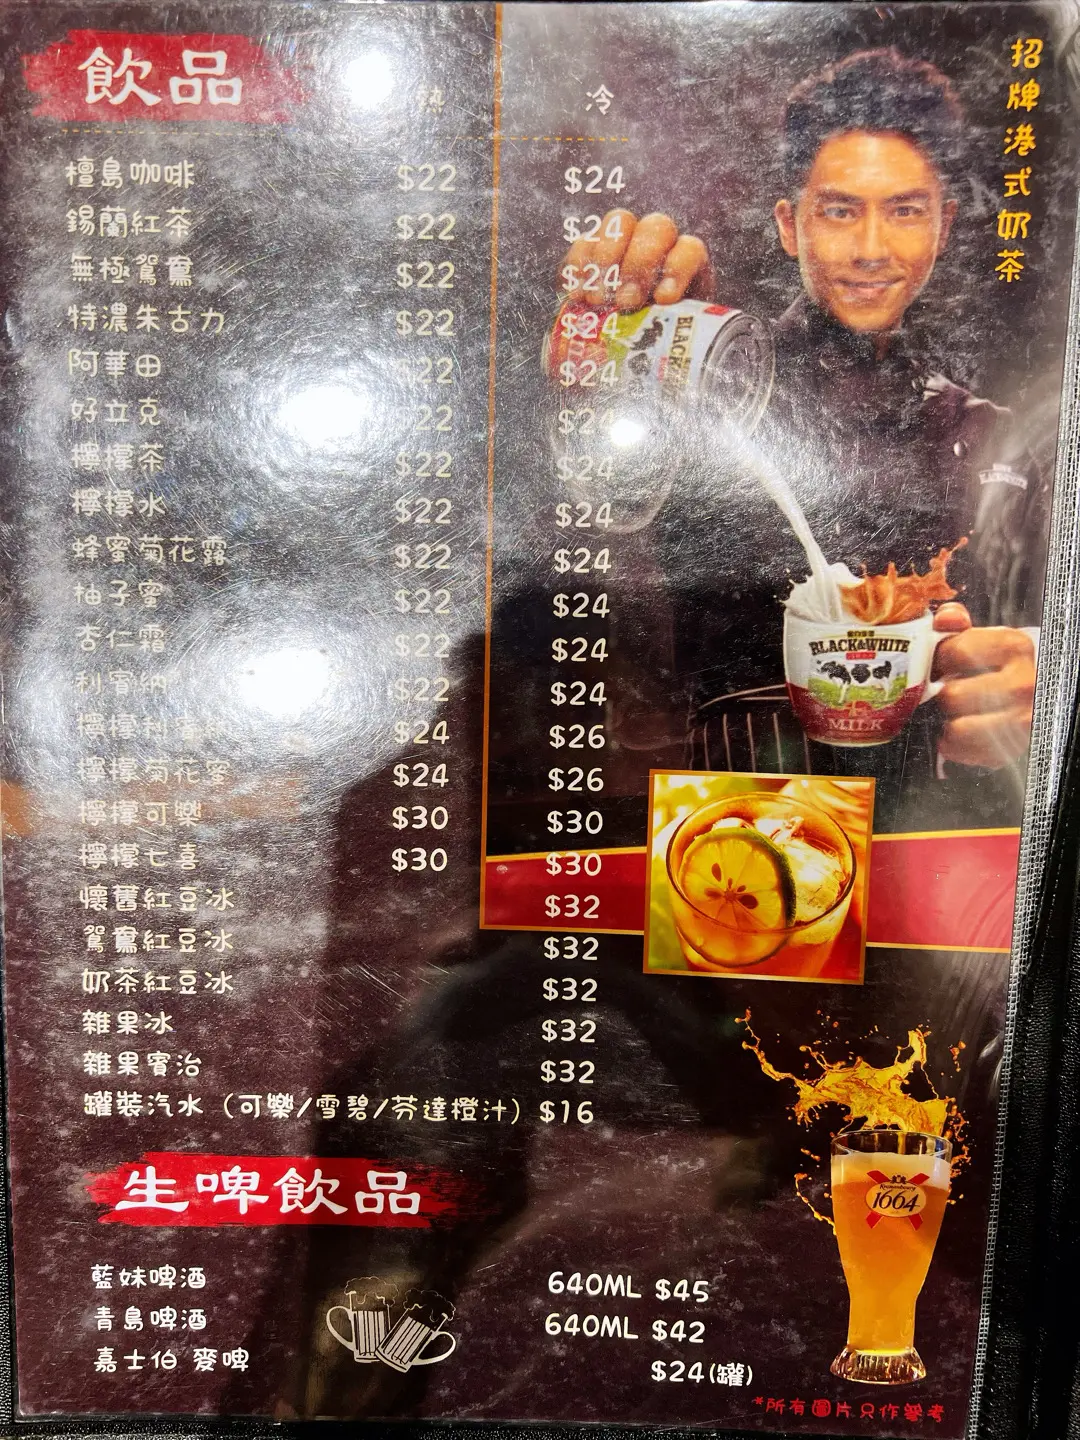 飲品
熱 冷
招牌港式奶茶
檀島咖啡 $22 $24
錫蘭紅茶 $22 $24
無極鴛鴦 $22 $24
特濃朱古力 $22 $24
阿華田 $22 $24
好立克 $22 $24
檸檬茶 $22 $24
檸檬水 $22 $24
蜂蜜菊花露 $22 $24
柚子蜜 $22 $24
杏仁霜 $22 $24
利賓納 $22 $24
檸檬利賓納 $24 $26
檸檬菊花蜜 $24 $26
檸檬可樂 $30 $30
檸檬七喜 $30 $30
懷舊紅豆冰 $32
鴛鴦紅豆冰 $32
奶茶紅豆冰 $32
雜果冰 $32
雜果賓治 $32
罐裝汽水（可樂/雪碧/芬達橙汁）$16
BLACK
BLACK&WHITE
MILK
1664
生啤飲品
藍妹啤酒 640ML $45
青島啤酒 640ML $42
嘉士伯 麥啤 $24(罐)
*所有圖片只作參考